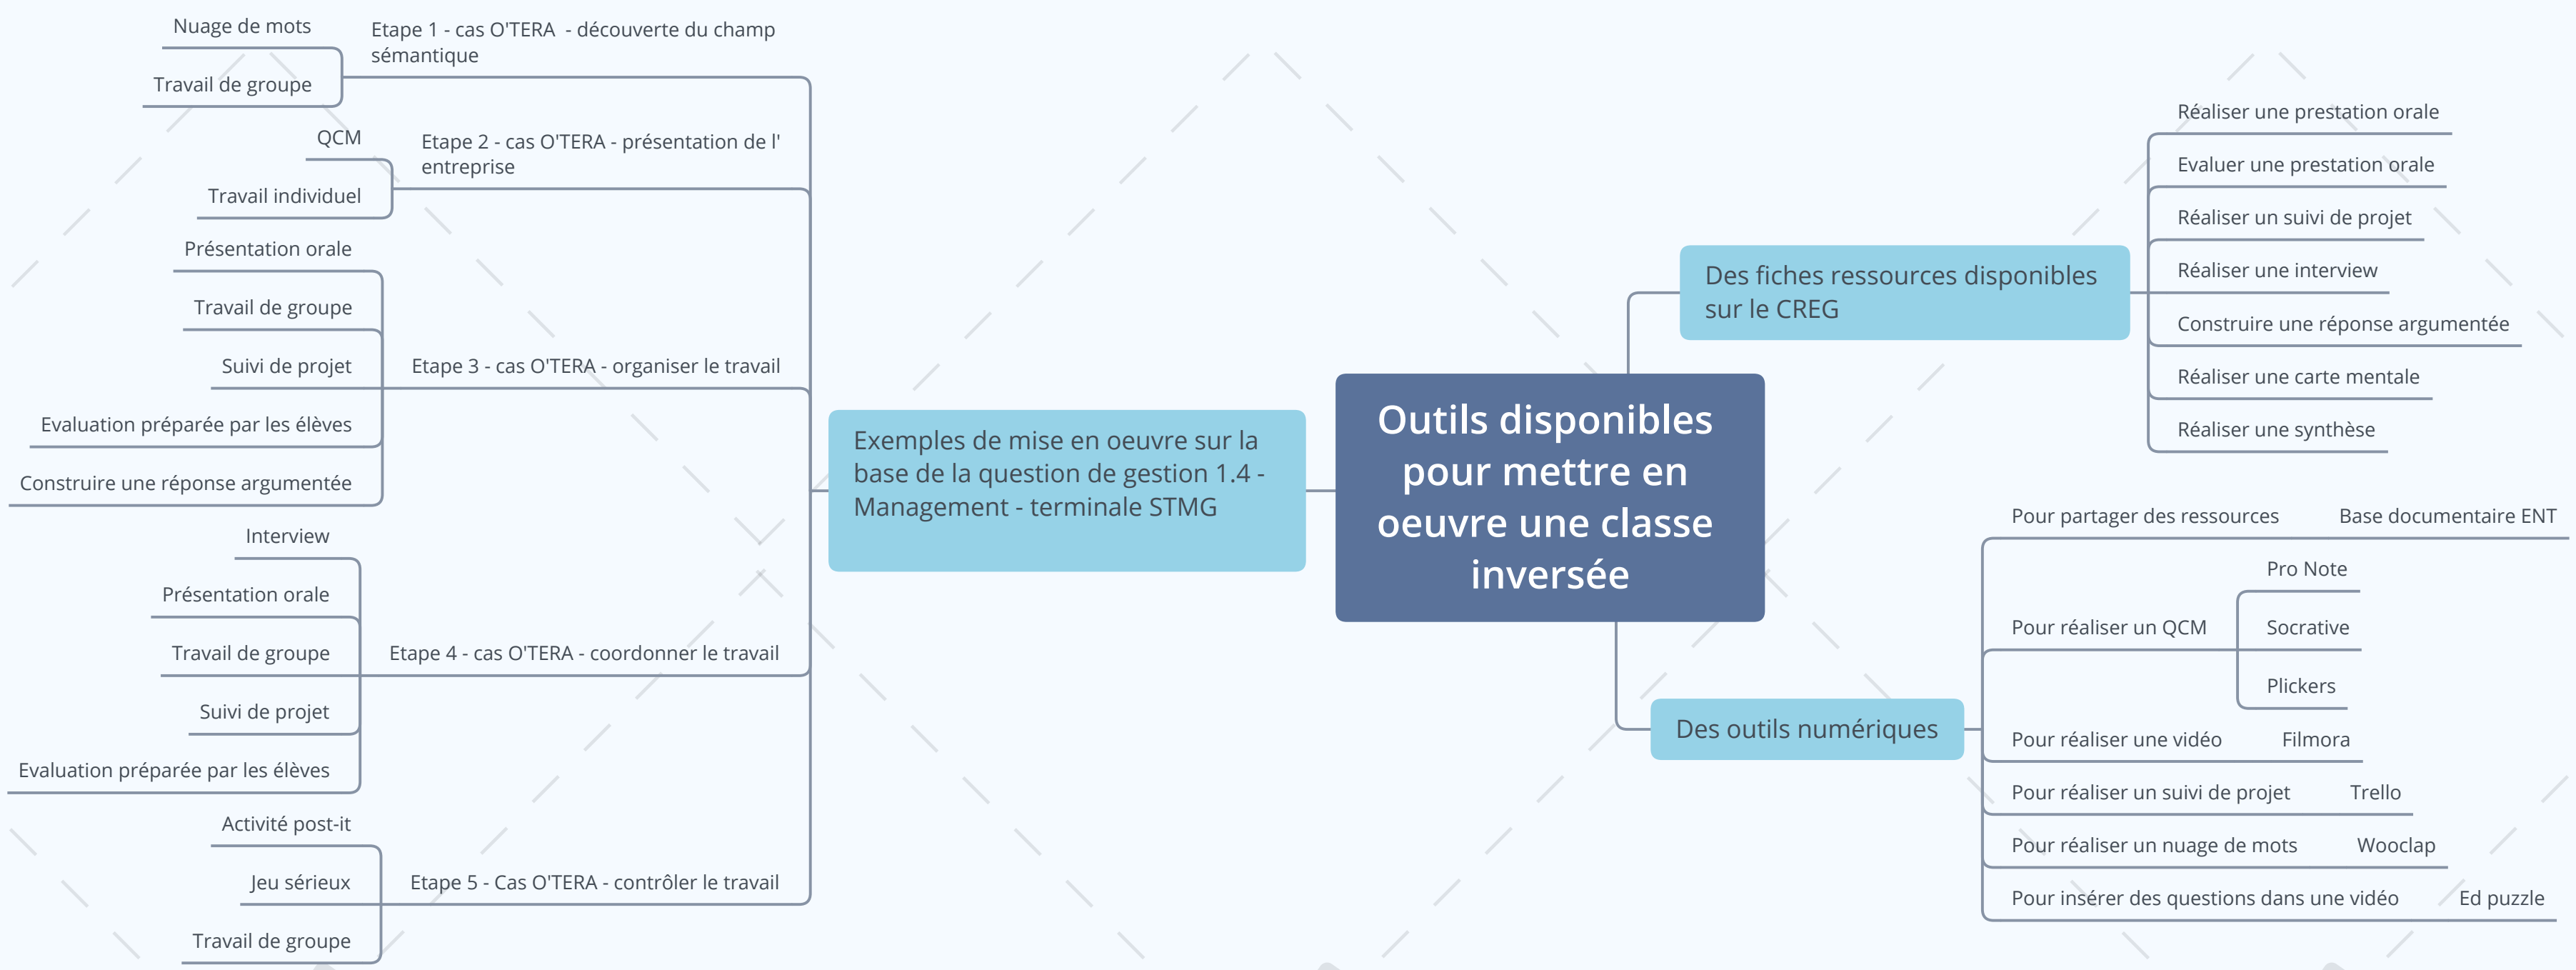 Outils disponibles
pour mettre en
oeuvre une classe
inversée
Des fiches ressources disponibles
sur le CREG
Réaliser une prestation orale
Evaluer une prestation orale
Réaliser un suivi de projet
Réaliser une interview
Construire une réponse argumentée
Réaliser une carte mentale
Réaliser une synthèse
Des outils numériques
Pour partager des ressources
Base documentaire ENT
Pour réaliser un QCM
Pro Note
Socrative
Plickers
Pour réaliser une vidéo
Filmora
Pour réaliser un suivi de projet
Trello
Pour réaliser un nuage de mots
Wooclap
Pour insérer des questions dans une vidéo
Ed puzzle
Exemples de mise en oeuvre sur la
base de la question de gestion 1.4 -
Management - terminale STMG
Etape 1 - cas O'TERA  - découverte du champ
sémantique
Nuage de mots
Travail de groupe
Etape 2 - cas O'TERA - présentation de l'
entreprise
QCM
Travail individuel
Etape 3 - cas O'TERA - organiser le travail
Présentation orale
Travail de groupe
Suivi de projet
Evaluation préparée par les élèves
Construire une réponse argumentée
Etape 4 - cas O'TERA - coordonner le travail
Interview
Présentation orale
Travail de groupe
Suivi de projet
Evaluation préparée par les élèves
Etape 5 - Cas O'TERA - contrôler le travail
Activité post-it
Jeu sérieux
Travail de groupe